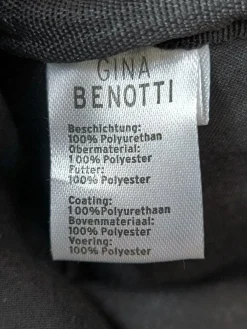 GINA
BENOTTI
Beschichtung:
100% Polyurethan
Obermaterial:
100% Polyester
Futter:
100% Polyester
Coating:
100%Polyurethaan
Bovenmateriaal:
100% Polyester
Voering:
100% Polyester